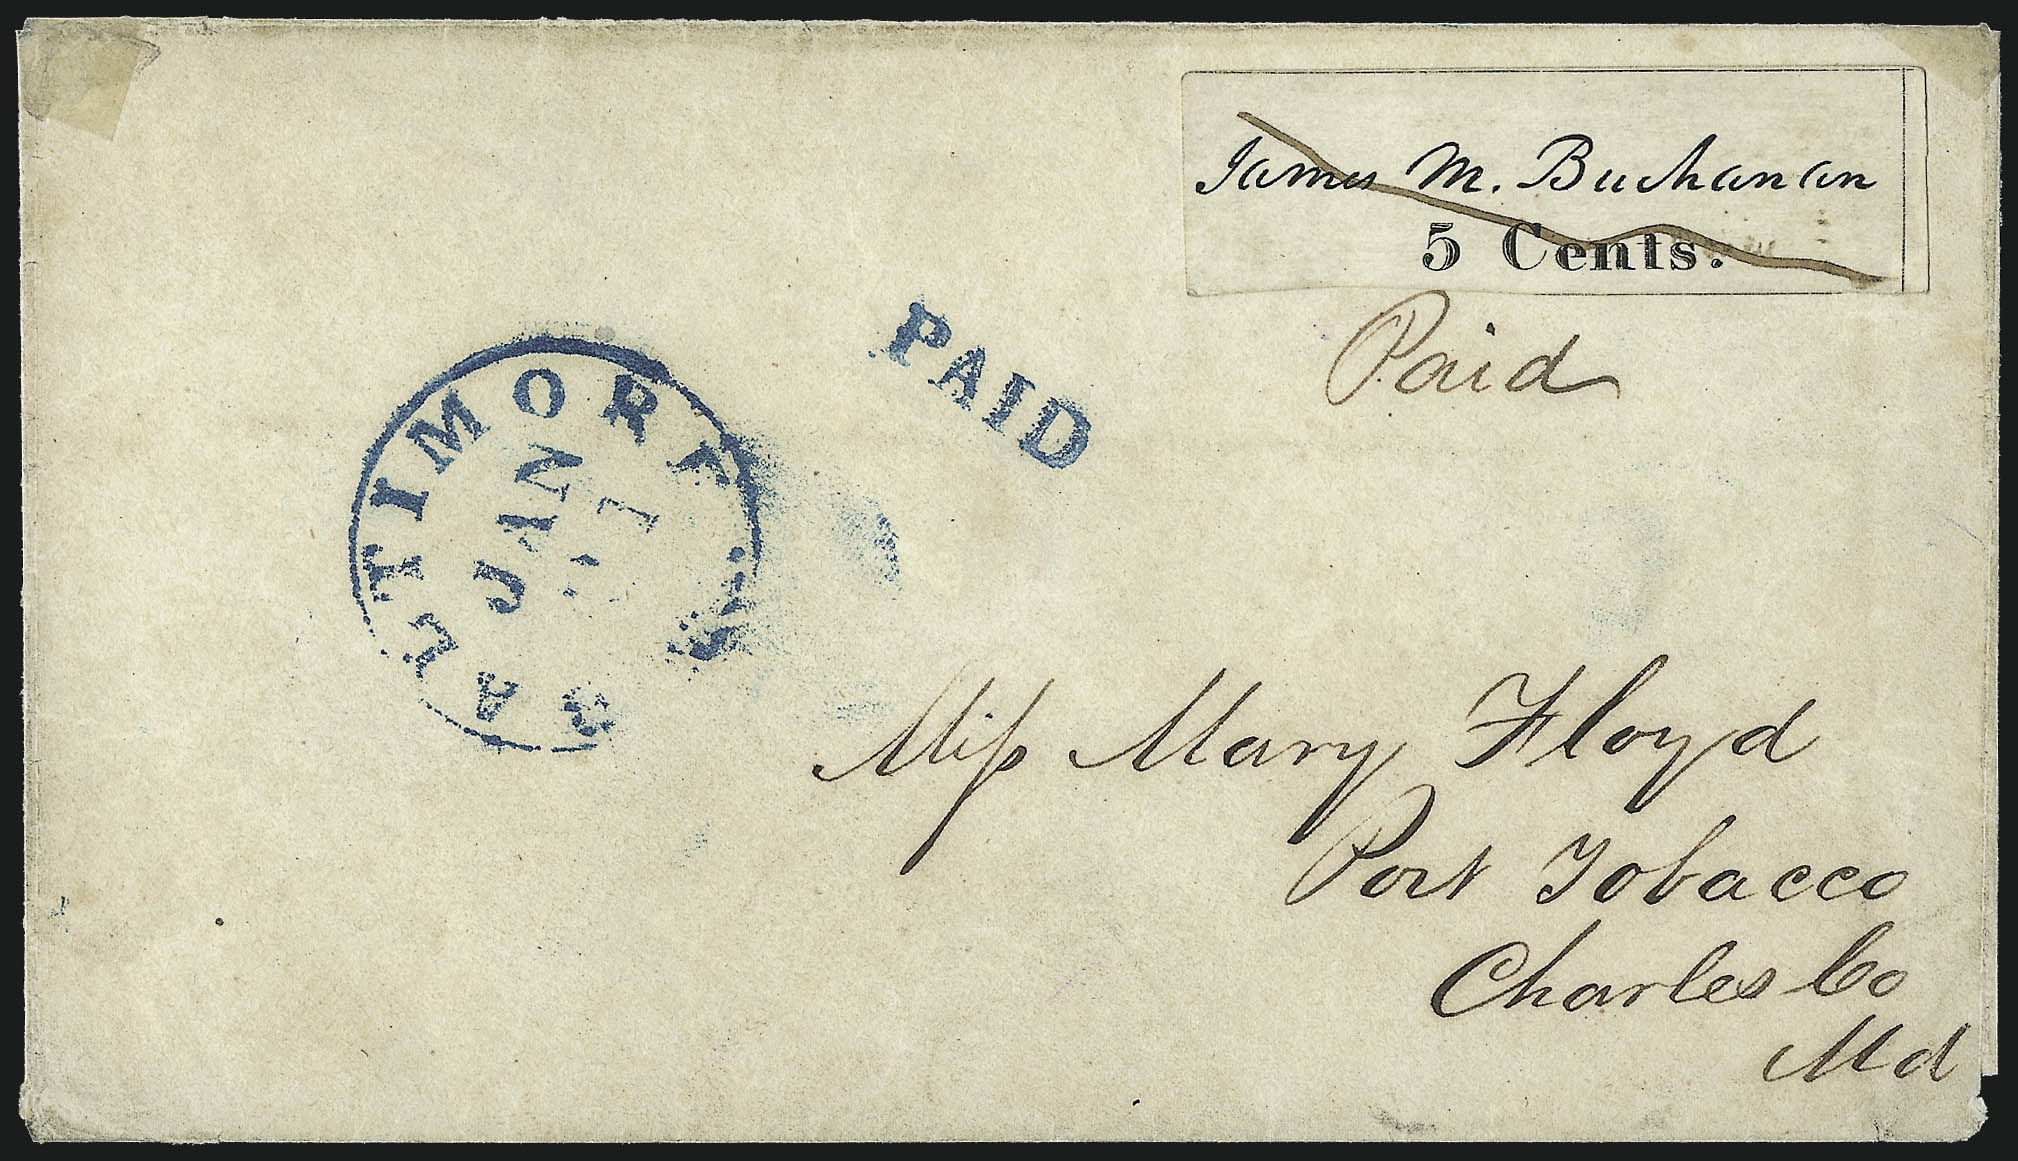 James M. Buchanan
5 Cents.
Paid
PAID
BALTIMORE
JAN
Miſs Mary Floyd
Port Tobacco
Charles Co
Md